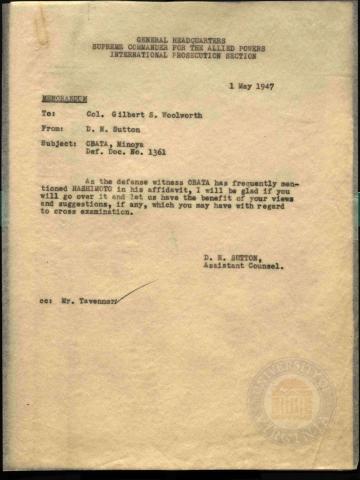 GENERAL HEADQUARTERS
SUPREME COMMANDER FOR THE ALLIED POWERS
INTERNATIONAL PROSECUTION SECTION
1 May 1947
MEMORANDUM
To: Col. Gilbert S. Woolworth
From: D. N. Sutton
Subject: OBATA, Minoya
Def. Doc. No. 1361
As the defense witness OBATA has frequently men-
tioned HASHIMOTO in his affidavit, I will be glad if you
will go over it and let us have the benefit of your views
and suggestions, if any, which you may have with regard
to cross examination.
D. N. SUTTON,
Assistant Counsel.
cc: Mr. Tavenner
UNIVERSITY of VIRGINIA